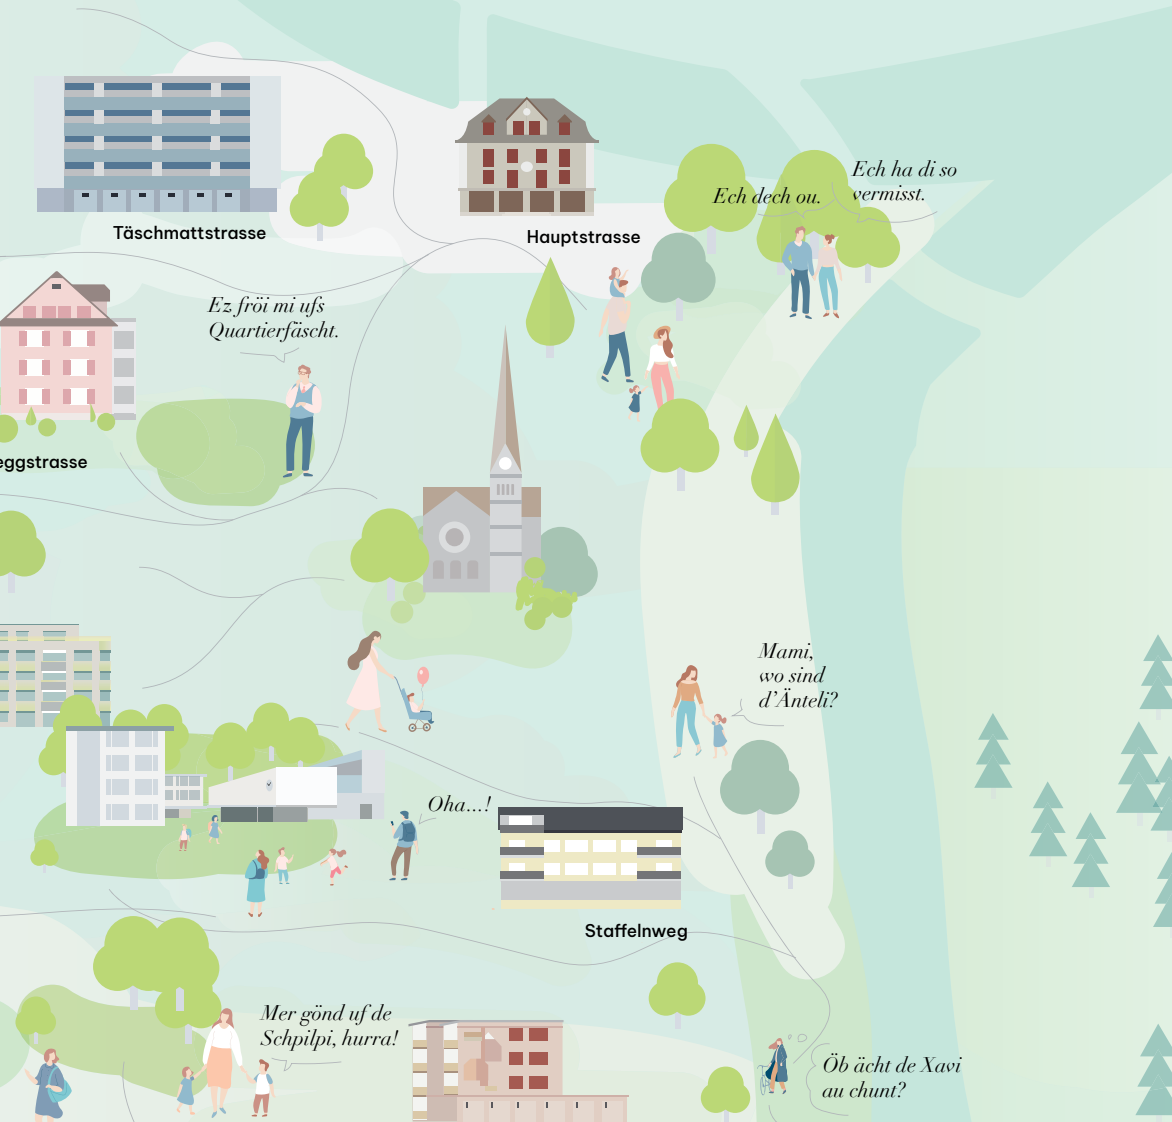 Ech ha di so
vermisst.
Ech dech ou.
Täschmattstrasse
Hauptstrasse
Ez fröi mi ufs
Quartierfäscht.
eggstrasse
Mami,
wo sind
d’Änteli?
Oha...!
Staffelnweg
Mer gönd uf de
Schpilpi, hurra!
Öb ächt de Xavi
au chunt?